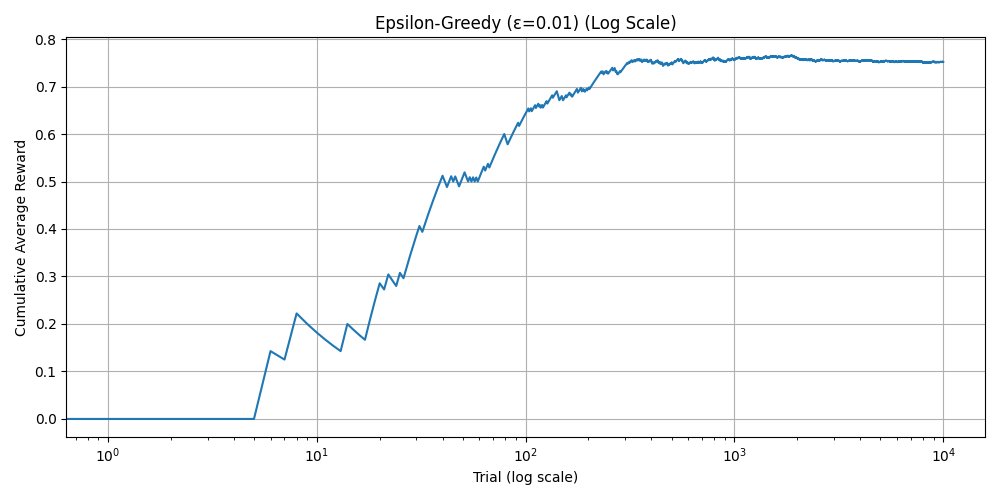 Epsilon-Greedy (ε=0.01) (Log Scale)
Cumulative Average Reward
0.8
0.7
0.6
0.5
0.4
0.3
0.2
0.1
0.0
10⁰ 10¹ 10² 10³ 10⁴
Trial (log scale)